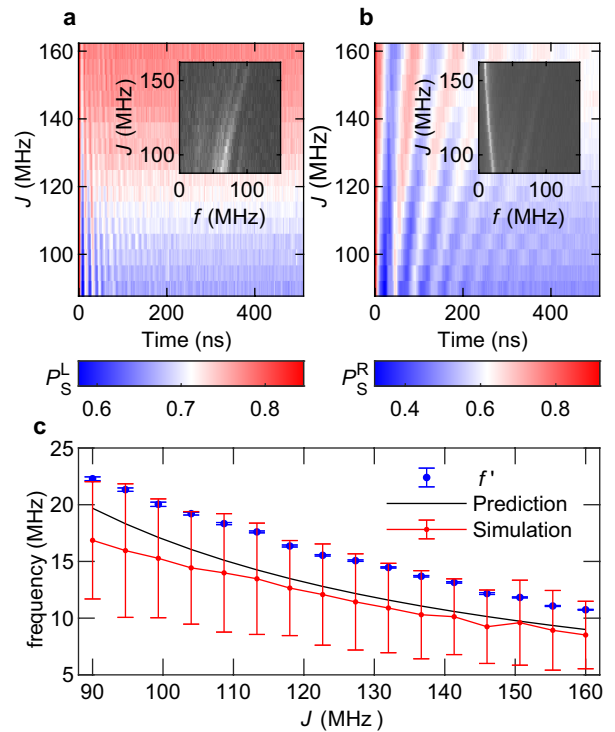 a
b
160
140
120
100
J (MHz)
150
100
J (MHz)
0
100
f (MHz)
0
200
400
Time (ns)
160
140
120
100
J (MHz)
150
100
J (MHz)
0
100
f (MHz)
0
200
400
Time (ns)
P_S^L
0.6
0.7
0.8
P_S^R
0.4
0.6
0.8
c
25
20
15
10
5
frequency (MHz)
f '
Prediction
Simulation
90
100
110
120
130
140
150
160
J (MHz)